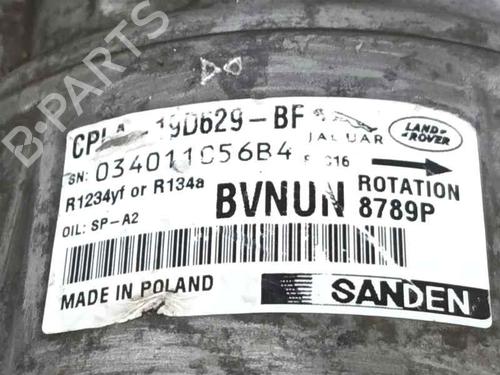 B-PARTS
19D629-BF
JAGUAR
LAND ROVER
SN: 034011C56B4
R1234yf or R134a
BVNUN
ROTATION
8789P
OIL: SP-A2
MADE IN POLAND
SANDEN